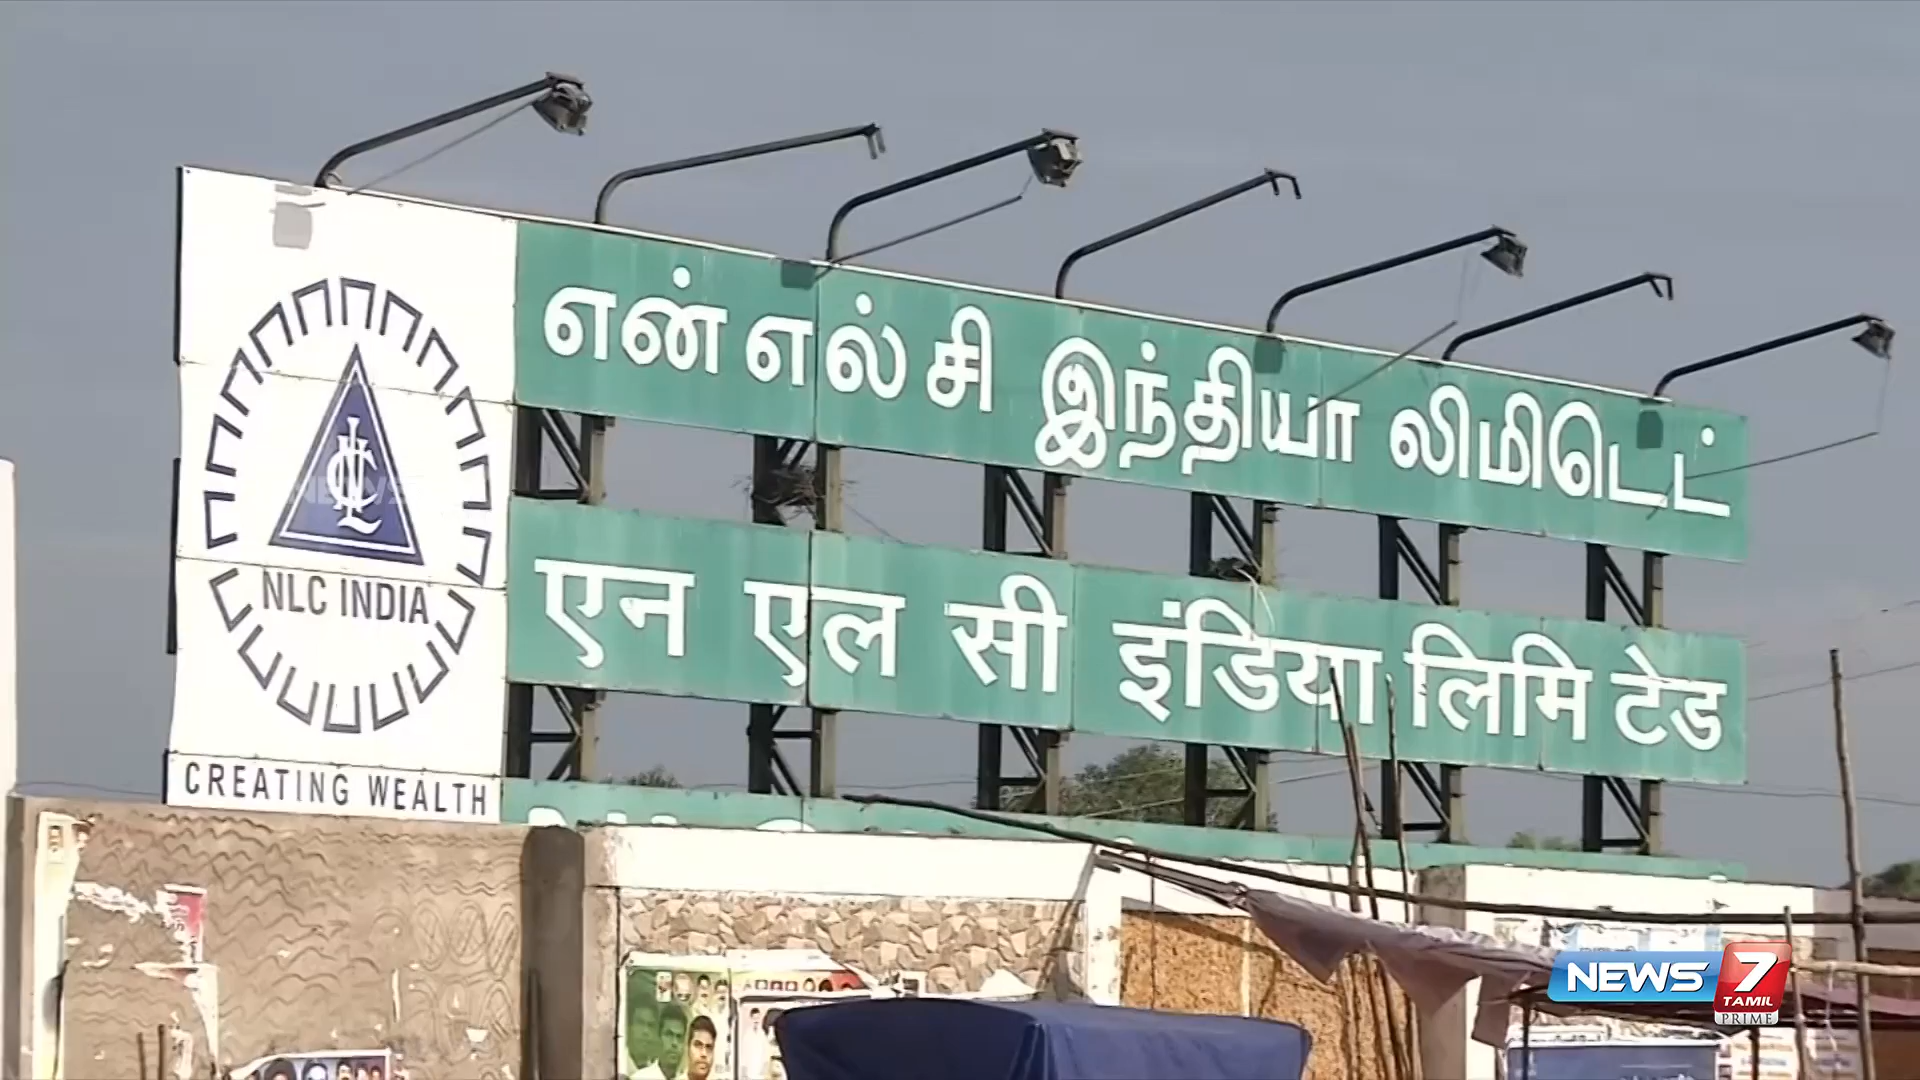 என் எல் சி இந்தியா லிமிடெட்
एन एल सी इंडिया लिमिटेड
NLC
NLC INDIA
CREATING WEALTH
NEWS 7
TAMIL
PRIME